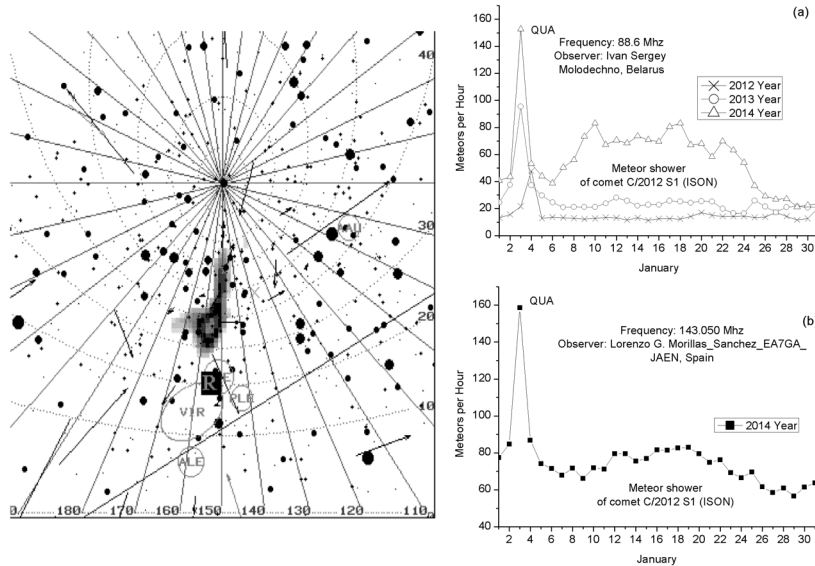 40
30
20
10
AAU
R
VIR
PLE
ALE
180 170 160 150 140 130 120 110
(a)
QUA
Frequency: 88.6 Mhz
Observer: Ivan Sergey
Molodechno, Belarus
2012 Year
2013 Year
2014 Year
Meteor shower
of comet C/2012 S1 (ISON)
Meteors per Hour
160
140
120
100
80
60
40
20
0
2 4 6 8 10 12 14 16 18 20 22 24 26 28 30
January
(b)
QUA
Frequency: 143.050 Mhz
Observer: Lorenzo G. Morillas_Sanchez_EA7GA_
JAEN, Spain
2014 Year
Meteor shower
of comet C/2012 S1 (ISON)
Meteors per Hour
160
140
120
100
80
60
40
2 4 6 8 10 12 14 16 18 20 22 24 26 28 30
January